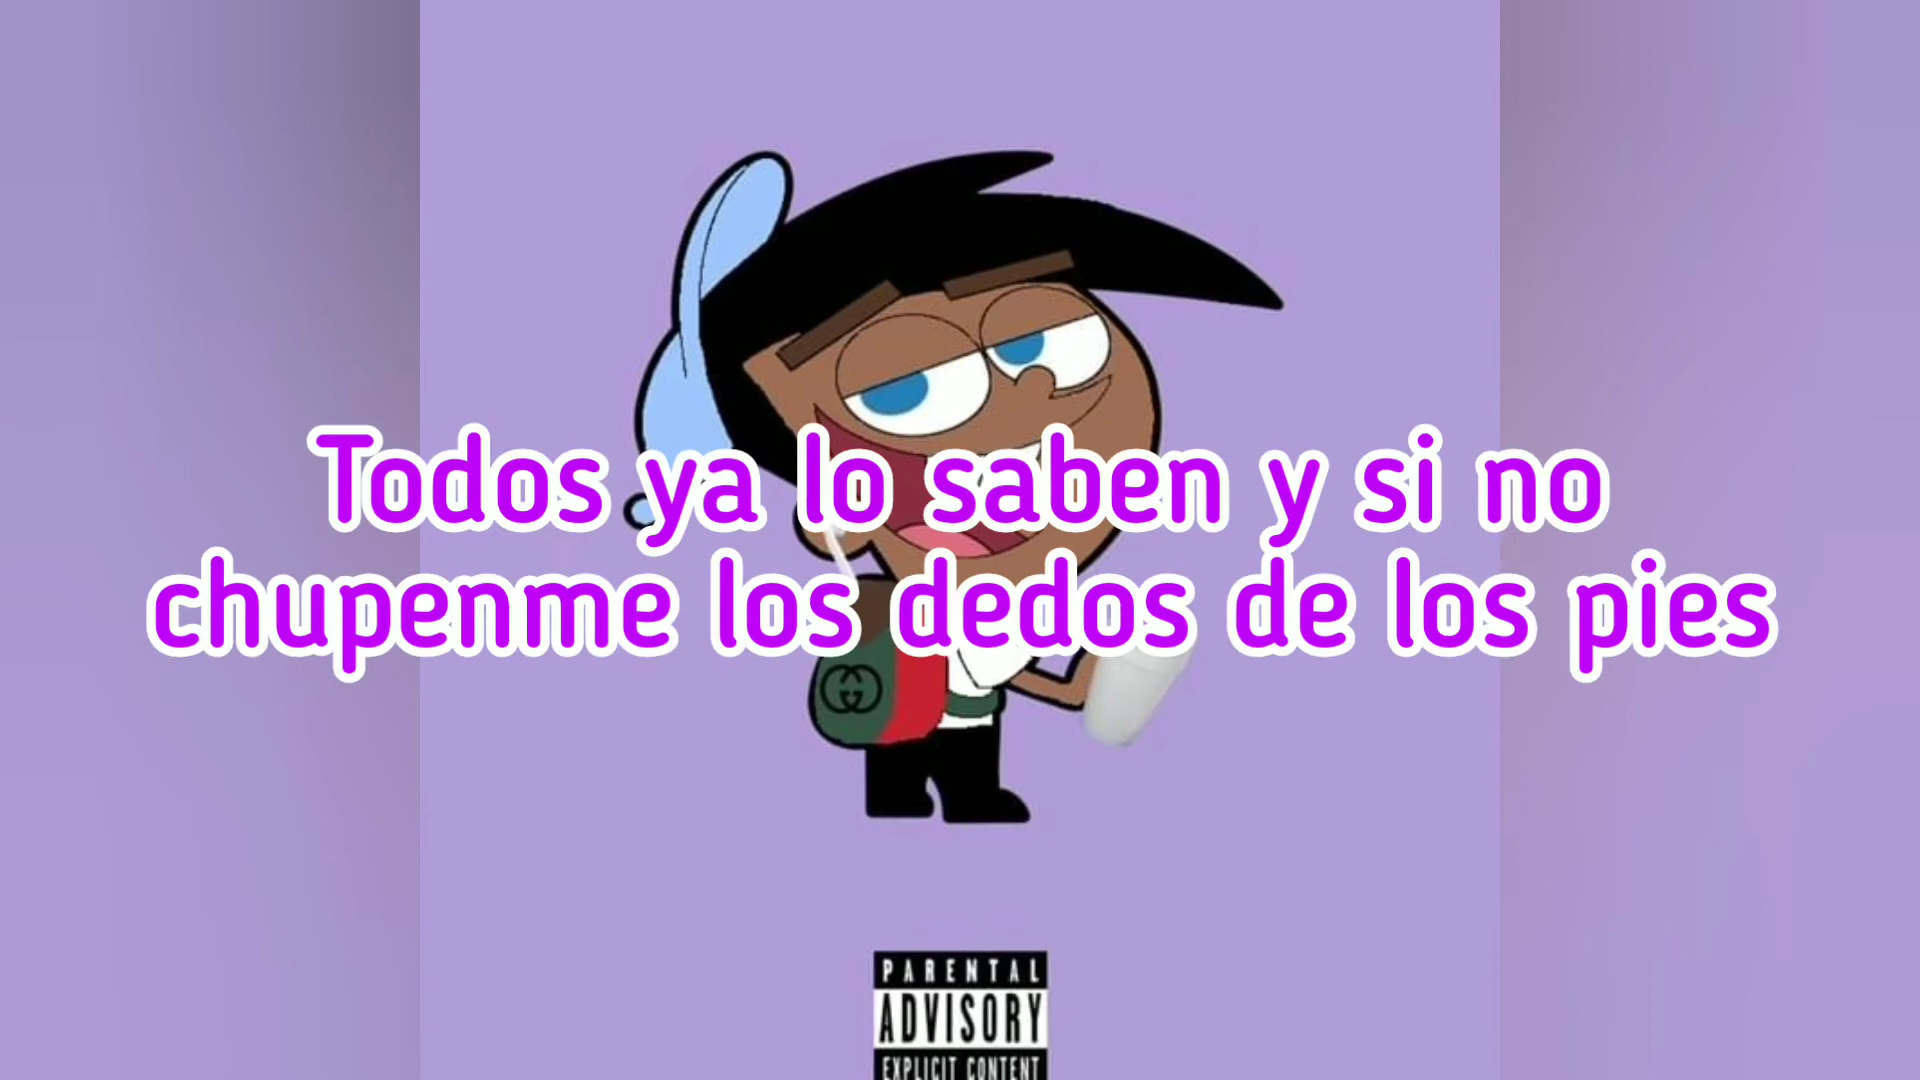 Todos ya lo saben y si no
chupenme los dedos de los pies
PARENTAL
ADVISORY
EXPLICIT CONTENT